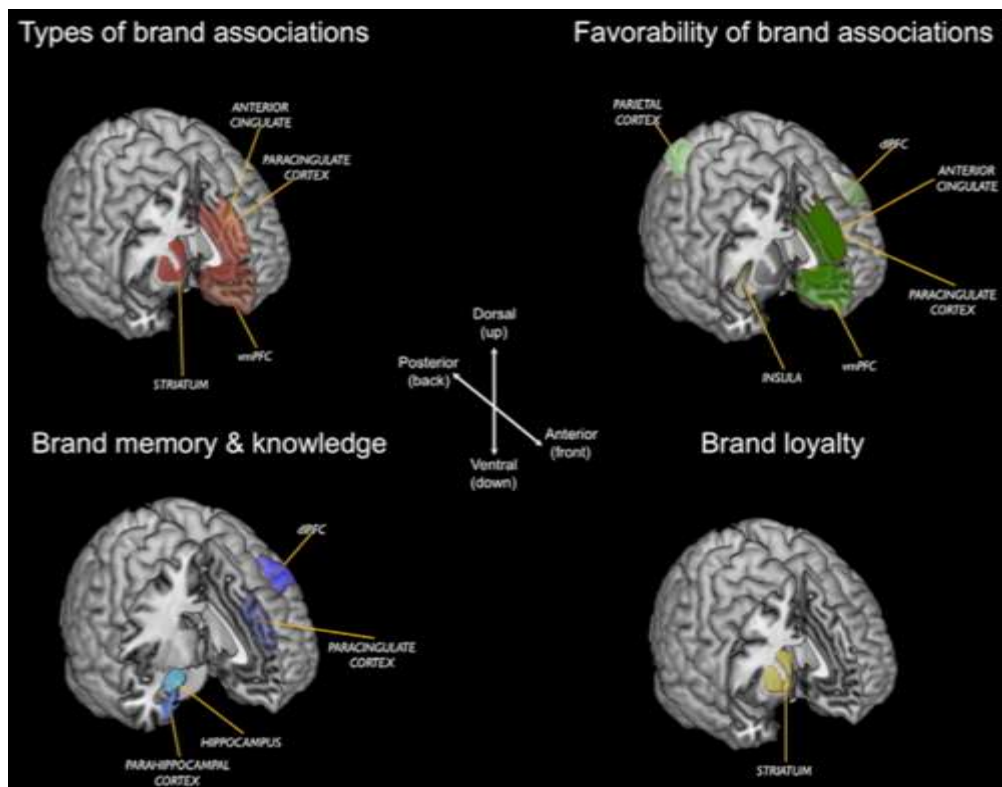 Types of brand associations
Favorability of brand associations
ANTERIOR
CINGULATE
PARACINGULATE
CORTEX
STRIATUM
vmPFC
PARIETAL
CORTEX
dlPFC
ANTERIOR
CINGULATE
PARACINGULATE
CORTEX
INSULA
vmPFC
Dorsal
(up)
Posterior
(back)
Anterior
(front)
Ventral
(down)
Brand memory & knowledge
Brand loyalty
dlPFC
PARACINGULATE
CORTEX
HIPPOCAMPUS
PARAHIPPOCAMPAL
CORTEX
STRIATUM